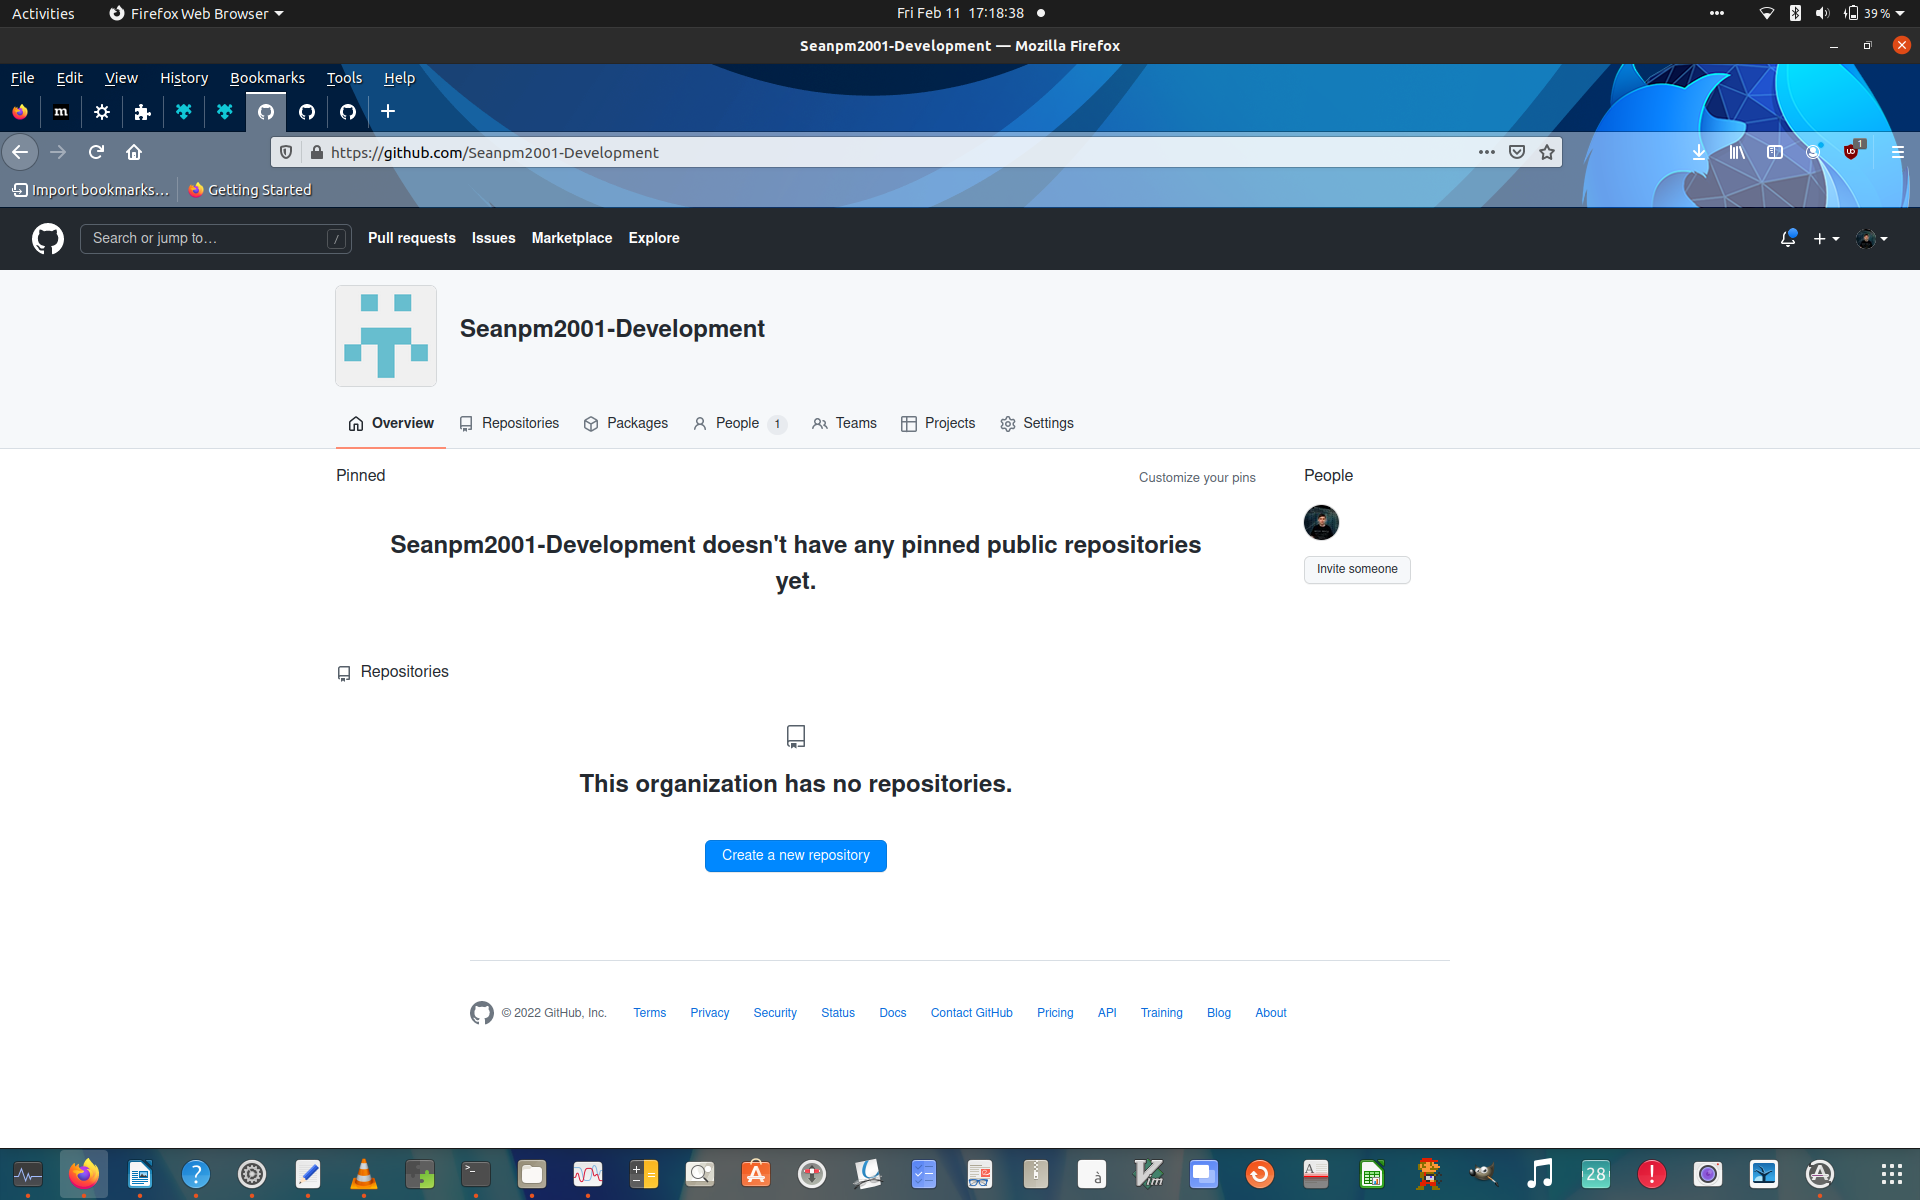 Activities Firefox Web Browser Fri Feb 11 17:18:38 39 %
Seanpm2001-Development — Mozilla Firefox
File Edit View History Bookmarks Tools Help
m
https://github.com/Seanpm2001-Development 1
Import bookmarks… Getting Started
Search or jump to… / Pull requests Issues Marketplace Explore
Seanpm2001-Development
Overview Repositories Packages People 1 Teams Projects Settings
Pinned Customize your pins People
Seanpm2001-Development doesn't have any pinned public repositories
yet.
Invite someone
Repositories
This organization has no repositories.
Create a new repository
© 2022 GitHub, Inc. Terms Privacy Security Status Docs Contact GitHub Pricing API Training Blog About
? >_ à Vim A 28 !